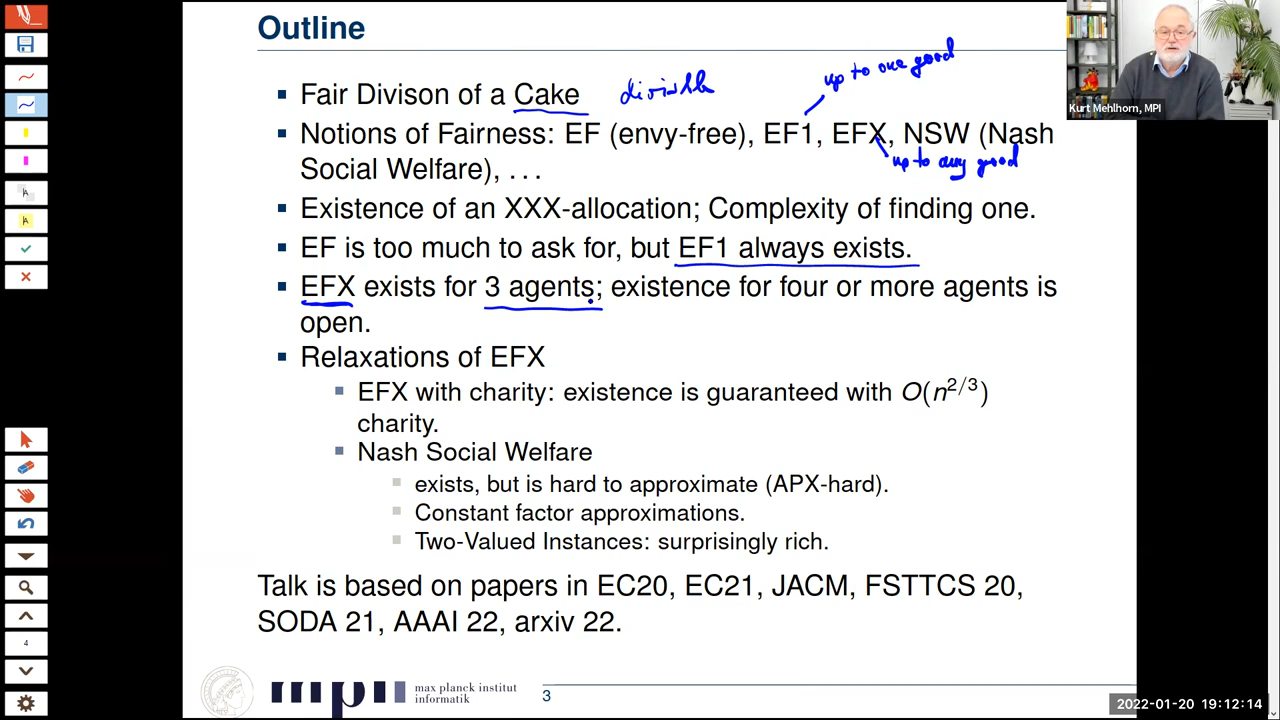 Outline
up to one good
Fair Divison of a Cake divisible
Notions of Fairness: EF (envy-free), EF1, EFX, NSW (Nash
Social Welfare), . . .
up to any good
Existence of an XXX-allocation; Complexity of finding one.
EF is too much to ask for, but EF1 always exists.
EFX exists for 3 agents; existence for four or more agents is
open.
Relaxations of EFX
EFX with charity: existence is guaranteed with O(n^{2/3})
charity.
Nash Social Welfare
exists, but is hard to approximate (APX-hard).
Constant factor approximations.
Two-Valued Instances: surprisingly rich.
Talk is based on papers in EC20, EC21, JACM, FSTTCS 20,
SODA 21, AAAI 22, arxiv 22.
max planck institut
informatik
3
Kurt Mehlhorn, MPI
4
2022-01-20 19:12:14